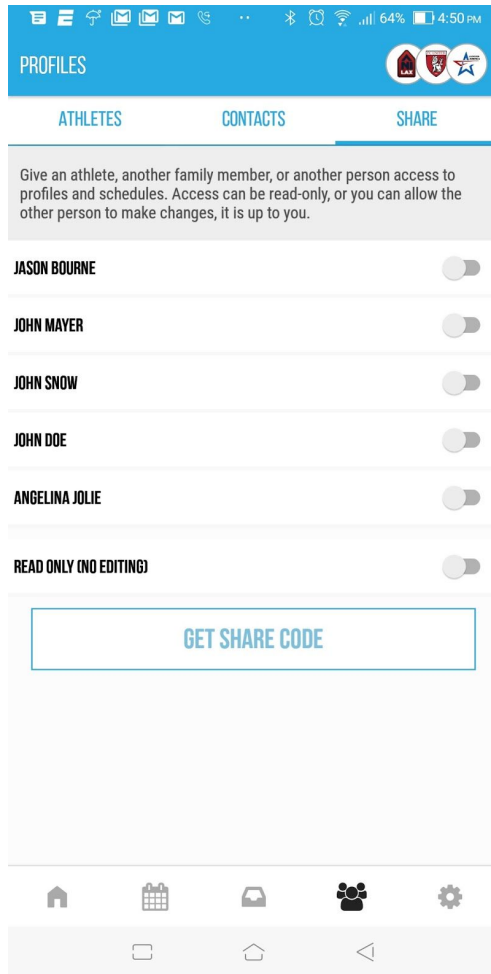 64% 4:50 PM
PROFILES
NI
LAX
ATHLETES CONTACTS SHARE
Give an athlete, another family member, or another person access to
profiles and schedules. Access can be read-only, or you can allow the
other person to make changes, it is up to you.
JASON BOURNE
JOHN MAYER
JOHN SNOW
JOHN DOE
ANGELINA JOLIE
READ ONLY (NO EDITING)
GET SHARE CODE